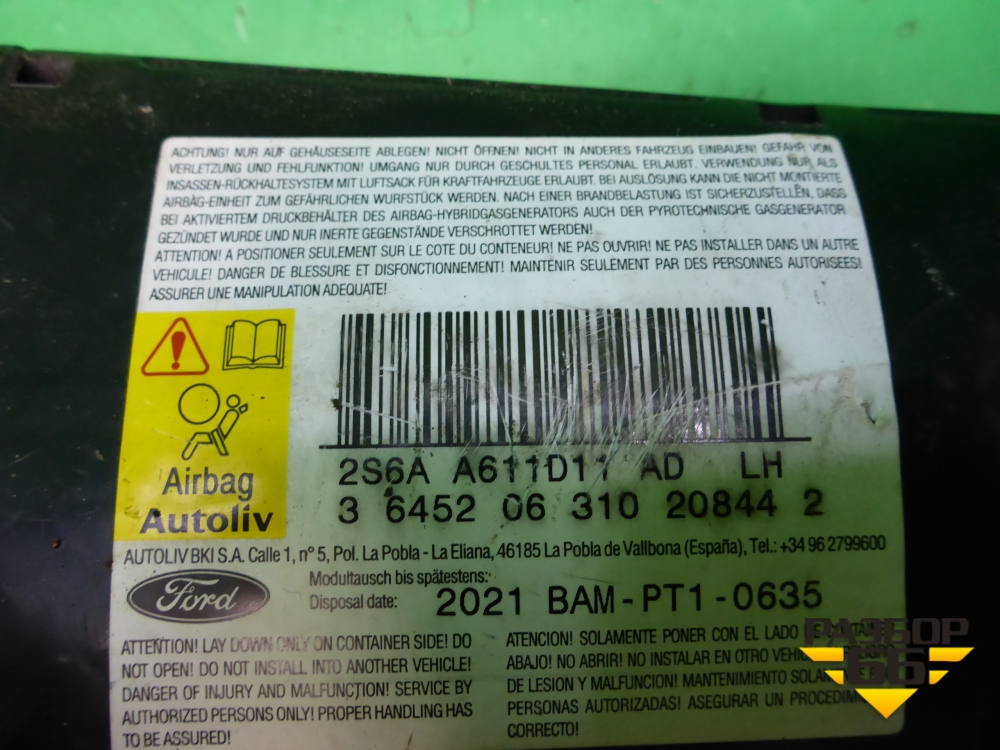 ACHTUNG! NUR AUF GEHÄUSESEITE ABLEGEN! NICHT ÖFFNEN! NICHT IN ANDERES FAHRZEUG EINBAUEN! GEFAHR VON
VERLETZUNG UND FEHLFUNKTION! UMGANG NUR DURCH GESCHULTES PERSONAL ERLAUBT. VERWENDUNG NUR ALS
INSASSEN-RÜCKHALTESYSTEM MIT LUFTSACK FÜR KRAFTFAHRZEUGE ERLAUBT. BEI AUSLÖSUNG KANN DIE NICHT MONTIERTE
AIRBAG-EINHEIT ZUM GEFÄHRLICHEN WURFSTÜCK WERDEN. NACH EINER BRANDBELASTUNG IST SICHERZUSTELLEN, DASS
BEI AKTIVIERTEM DRUCKBEHÄLTER DES AIRBAG-HYBRIDGASGENERATORS AUCH DER PYROTECHNISCHE GASGENERATOR
GEZÜNDET WURDE UND NUR INERTE GEGENSTÄNDE VERSCHROTTET WERDEN!
ATTENTION! A POSITIONER SEULEMENT SUR LE COTE DU CONTENEUR! NE PAS OUVRIR! NE PAS INSTALLER DANS UN AUTRE
VEHICULE! DANGER DE BLESSURE ET DISFONCTIONNEMENT! MAINTENIR SEULEMENT PAR DES PERSONNES AUTORISEES!
ASSURER UNE MANIPULATION ADEQUATE!
Airbag
Autoliv
2S6A A611D11 AD LH
3 6452 06 310 20844 2
AUTOLIV BKI S.A. Calle 1, n° 5, Pol. La Pobla - La Eliana, 46185 La Pobla de Vallbona (España), Tel.: +34 96 2799600
Ford
Modultausch bis spätestens:
Disposal date: 2021 BAM-PT1-0635
ATTENTION! LAY DOWN ONLY ON CONTAINER SIDE! DO
NOT OPEN! DO NOT INSTALL INTO ANOTHER VEHICLE!
DANGER OF INJURY AND MALFUNCTION! SERVICE BY
AUTHORIZED PERSONS ONLY! PROPER HANDLING HAS
TO BE ASSURED!
ATENCION! SOLAMENTE PONER CON EL LADO
ABAJO! NO ABRIR! NO INSTALAR EN OTRO
DE LESION Y MALFUNCION! MANTENIMIENTO
PERSONAS AUTORIZADAS! ASEGURAR UN
CORRECTO!
РАЗБОР
66